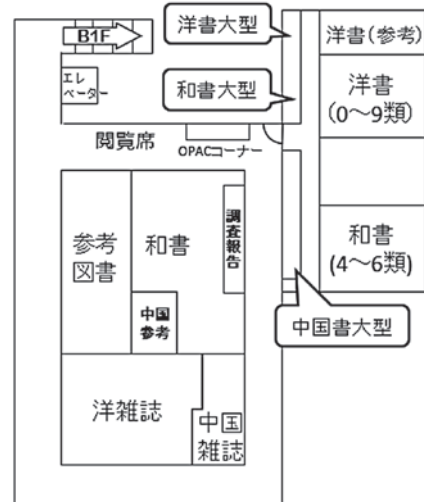 B1F
洋書大型
洋書(参考)
エレ
ベーター
和書大型
洋書
(0～9類)
閲覧席
OPACコーナー
参考
図書
和書
調査報告
和書
(4～6類)
中国
参考
中国書大型
洋雑誌
中国
雑誌